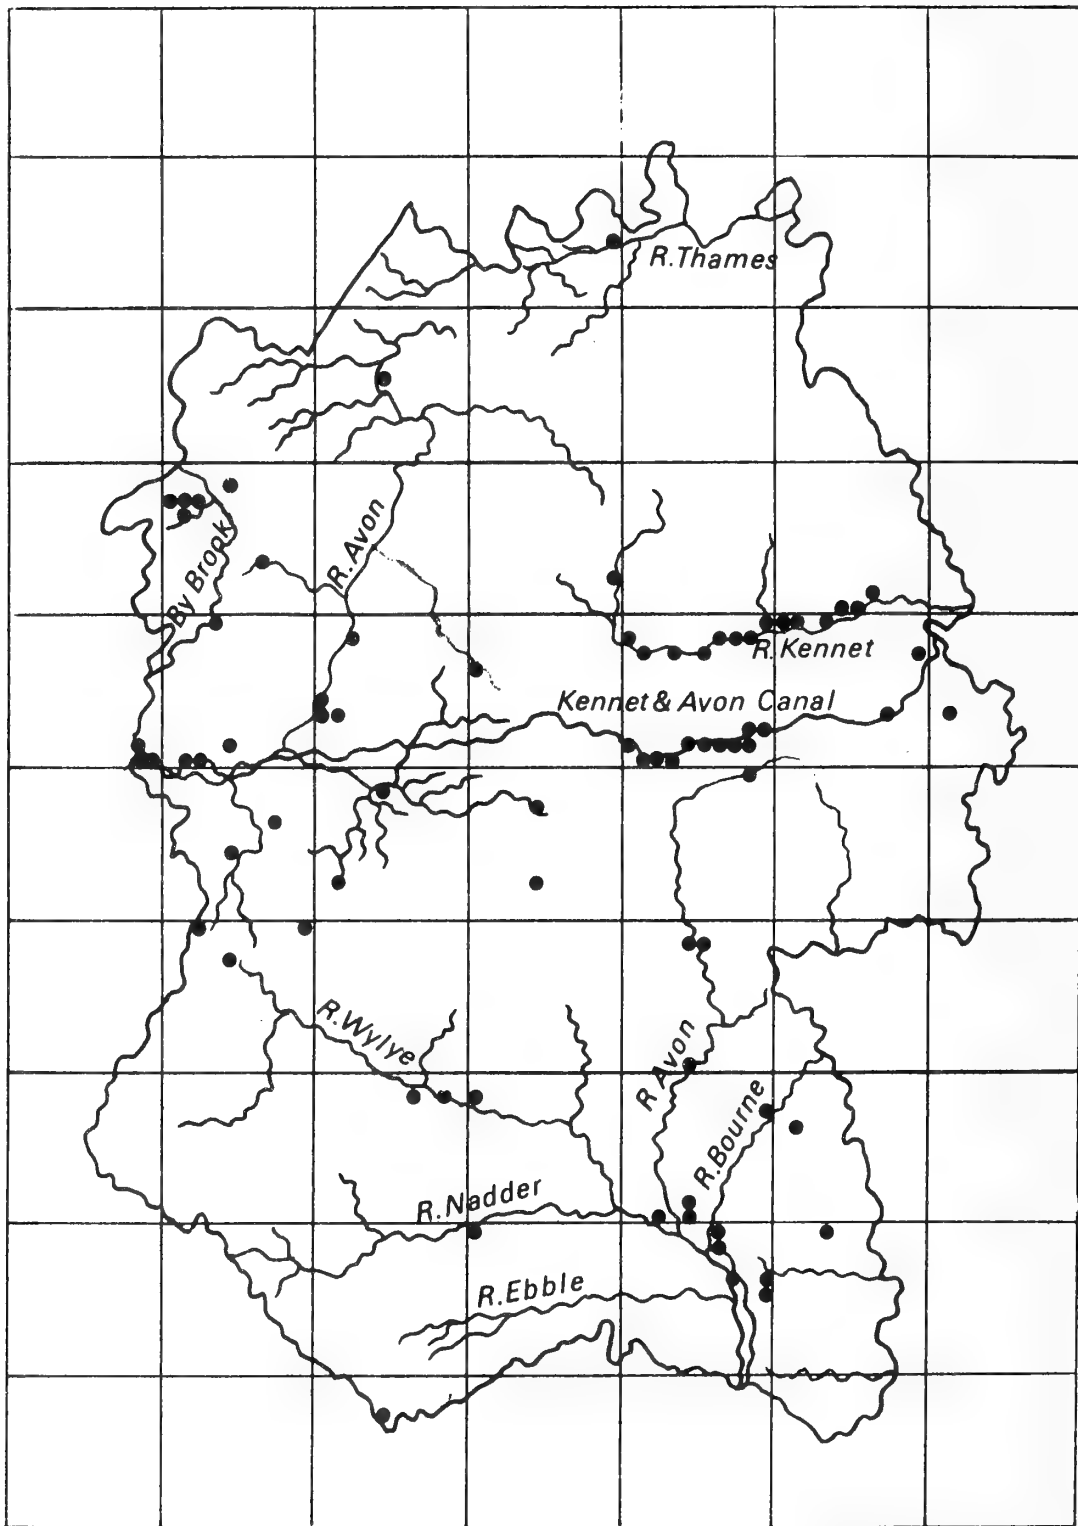 R.Thames
R.Avon
By Brook
R.Kennet
Kennet & Avon Canal
R.Wylye
R Avon
R.Bourne
R.Nadder
R.Ebble